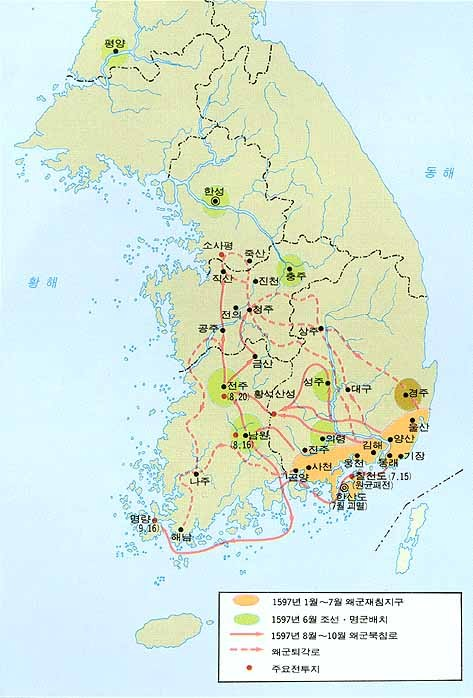 평양
동 해
한성
황 해
소사평
죽산
직산
진천
충주
전의
청주
공주
상주
금산
전주
(8.20)
황석산성
성주
대구
경주
울산
남원
(8.16)
의령
양산
진주
김해
기장
사천
웅천
동래
곤양
칠천도 (7.15)
(원균패전)
나주
한산도
(7월 괴멸)
명량
(9.16)
해남
1597년 1월~7월 왜군재침지구
1597년 6월 조선·명군배치
1597년 8월~10월 왜군북침로
왜군퇴각로
주요전투지